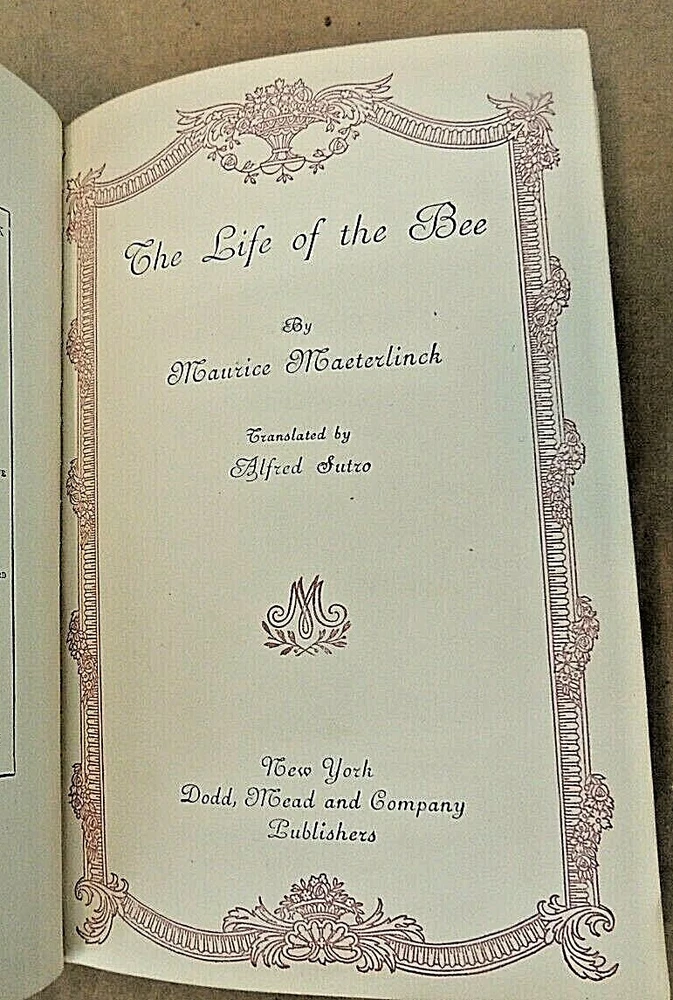 The Life of the Bee
By
Maurice Maeterlinck
Translated by
Alfred Sutro
M
New York
Dodd, Mead and Company
Publishers